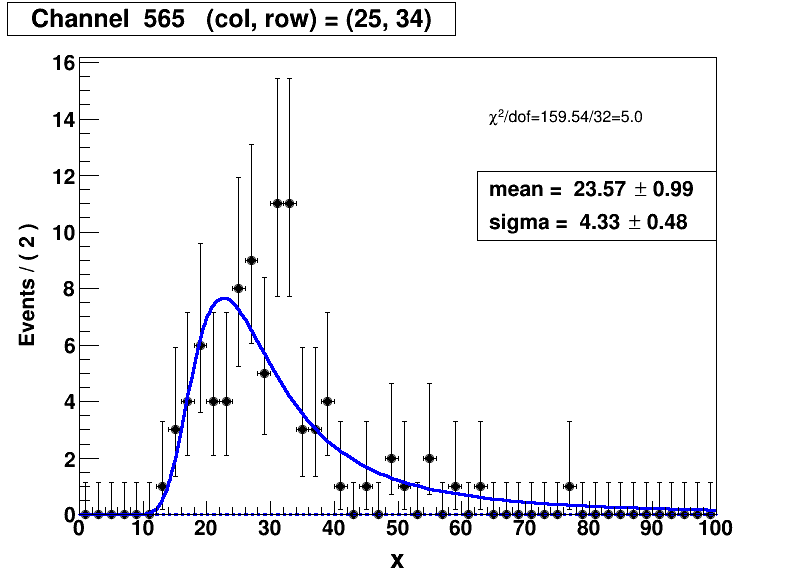 Channel 565 (col, row) = (25, 34)
χ²/dof=159.54/32=5.0
mean = 23.57 ± 0.99
sigma = 4.33 ± 0.48
Events / ( 2 )
16
14
12
10
8
6
4
2
0
0 10 20 30 40 50 60 70 80 90 100
x